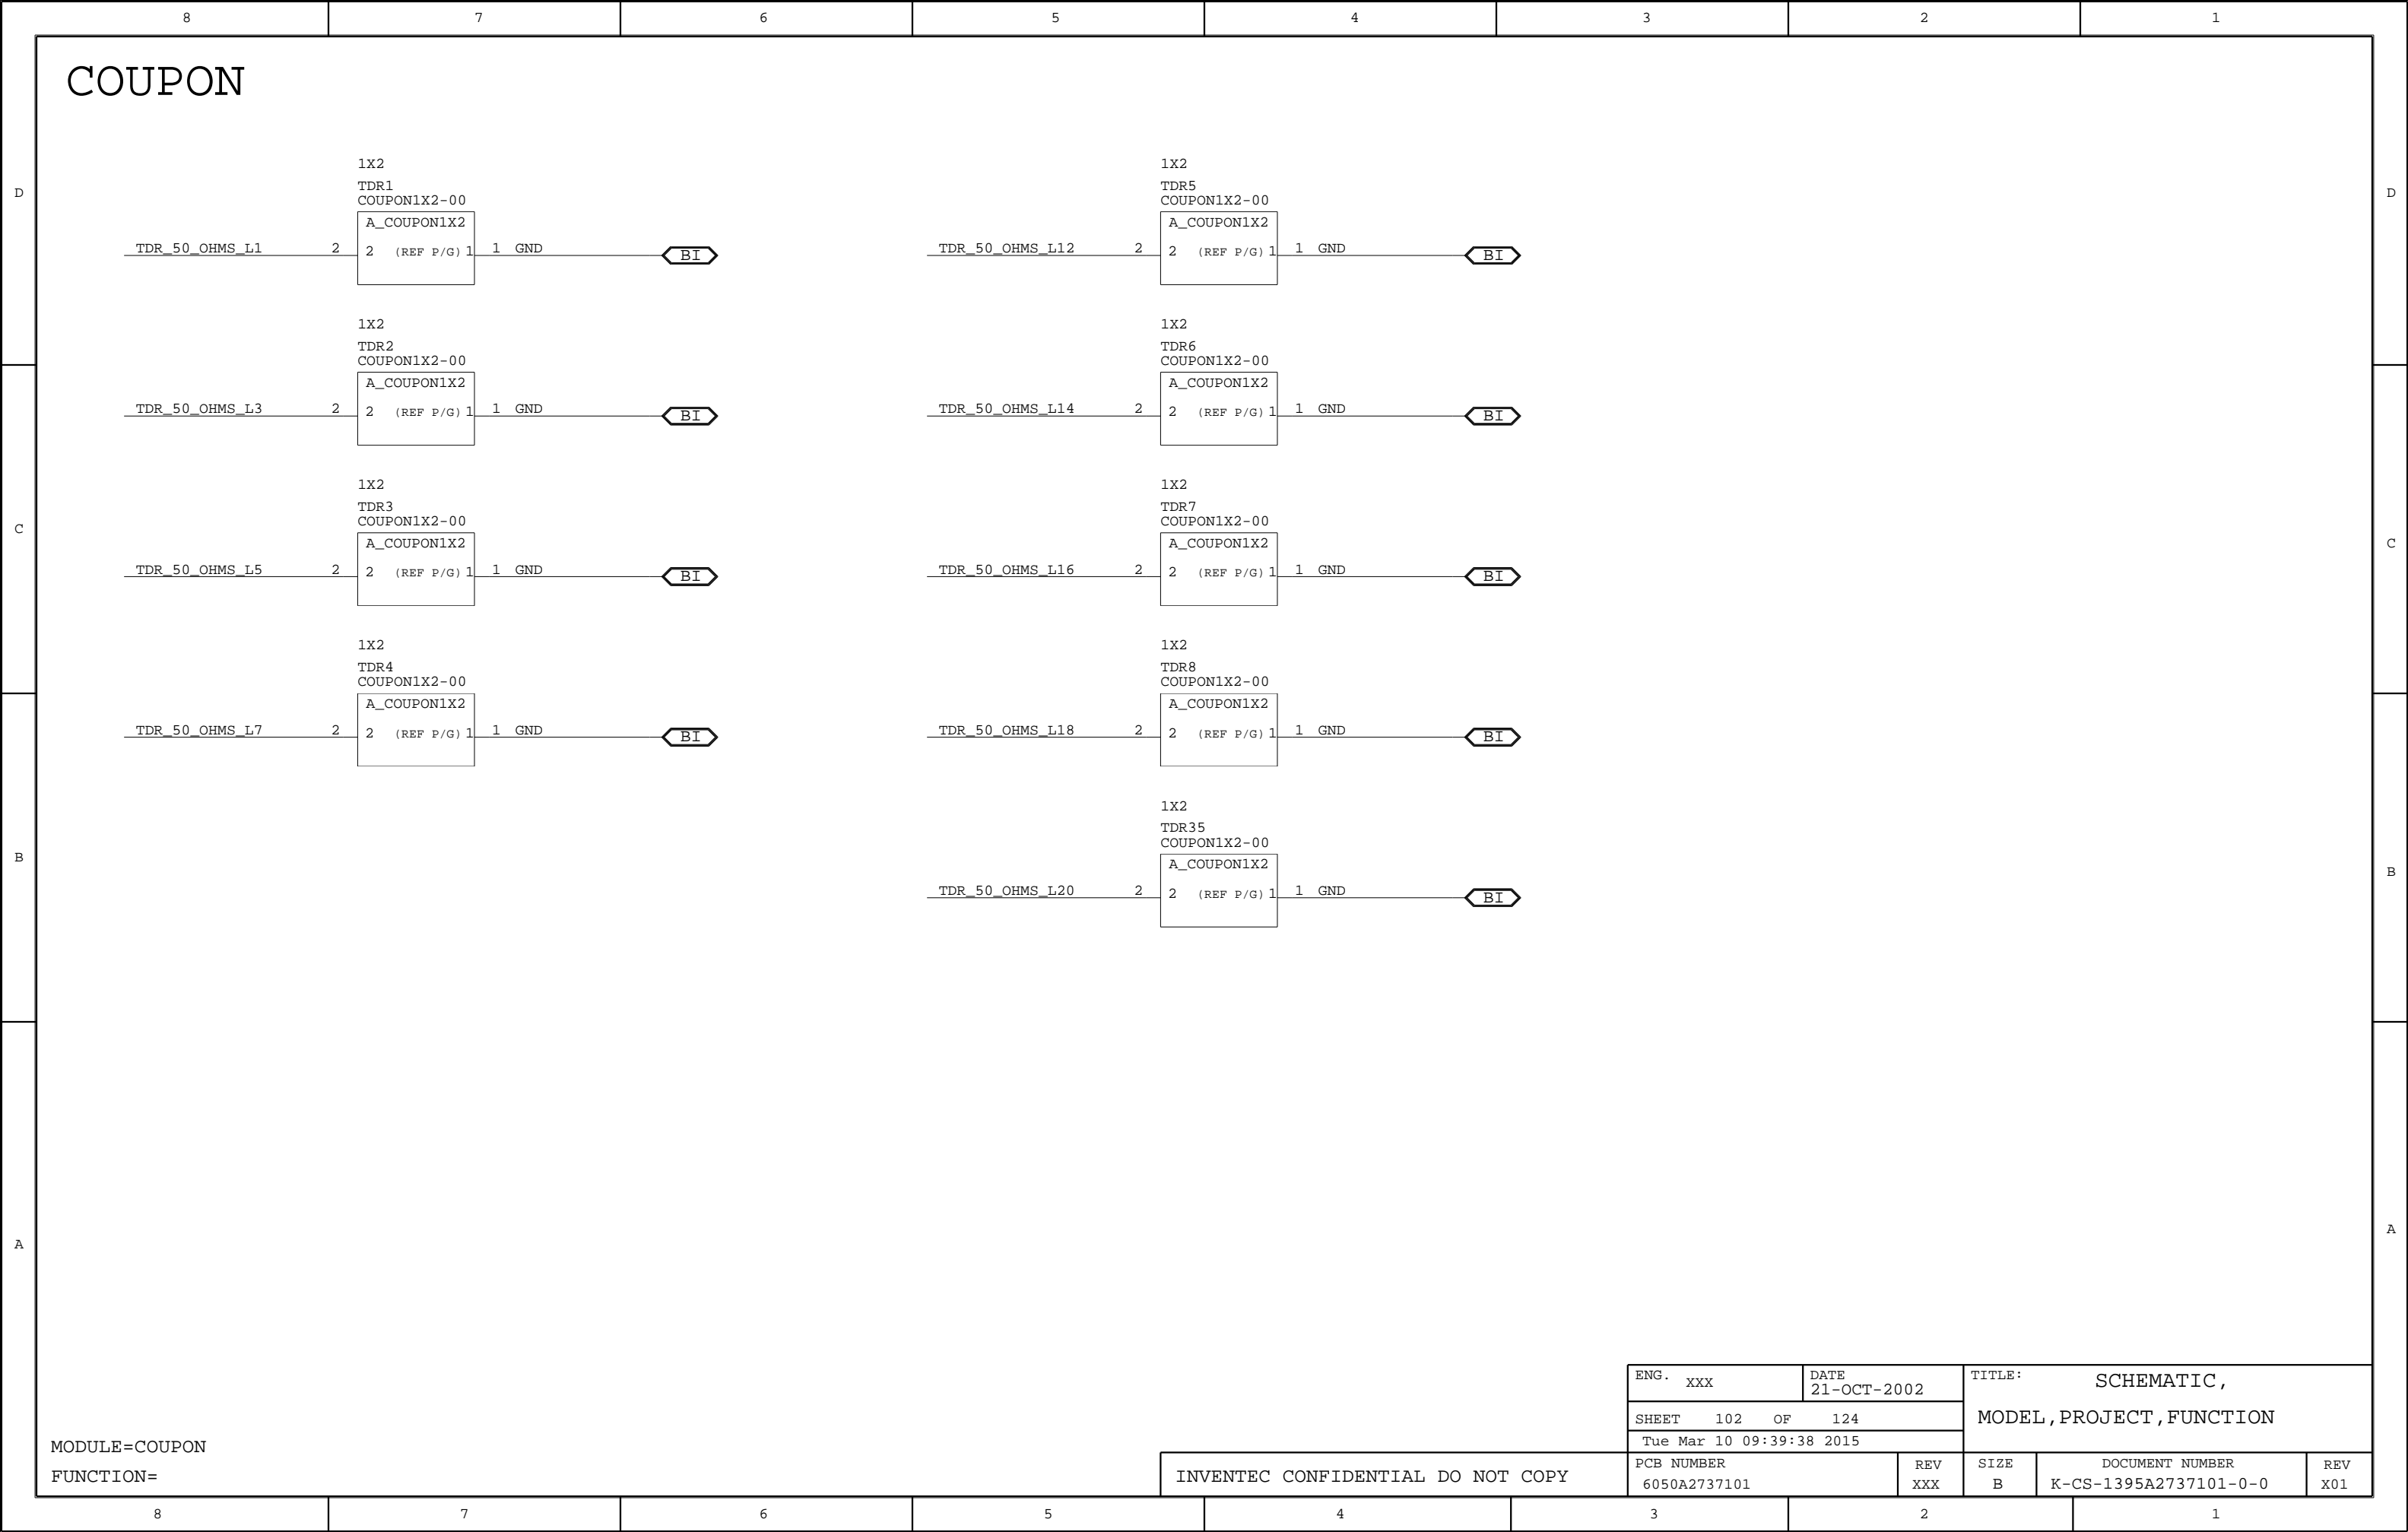 8 7 6 5 4 3 2 1
COUPON
D D
1X2
TDR1
COUPON1X2-00
A_COUPON1X2
TDR_50_OHMS_L1 2 2 (REF P/G) 1 1 GND BI
1X2
TDR2
COUPON1X2-00
A_COUPON1X2
TDR_50_OHMS_L3 2 2 (REF P/G) 1 1 GND BI
1X2
TDR3
COUPON1X2-00
A_COUPON1X2
TDR_50_OHMS_L5 2 2 (REF P/G) 1 1 GND BI
1X2
TDR4
COUPON1X2-00
A_COUPON1X2
TDR_50_OHMS_L7 2 2 (REF P/G) 1 1 GND BI
1X2
TDR5
COUPON1X2-00
A_COUPON1X2
TDR_50_OHMS_L12 2 2 (REF P/G) 1 1 GND BI
1X2
TDR6
COUPON1X2-00
A_COUPON1X2
TDR_50_OHMS_L14 2 2 (REF P/G) 1 1 GND BI
1X2
TDR7
COUPON1X2-00
A_COUPON1X2
TDR_50_OHMS_L16 2 2 (REF P/G) 1 1 GND BI
1X2
TDR8
COUPON1X2-00
A_COUPON1X2
TDR_50_OHMS_L18 2 2 (REF P/G) 1 1 GND BI
1X2
TDR35
COUPON1X2-00
A_COUPON1X2
TDR_50_OHMS_L20 2 2 (REF P/G) 1 1 GND BI
C C
B B
A A
MODULE=COUPON
FUNCTION=
INVENTEC CONFIDENTIAL DO NOT COPY
ENG. XXX
DATE
21-OCT-2002
SHEET 102 OF 124
Tue Mar 10 09:39:38 2015
TITLE: SCHEMATIC,
MODEL,PROJECT,FUNCTION
PCB NUMBER
6050A2737101
REV
XXX
SIZE
B
DOCUMENT NUMBER
K-CS-1395A2737101-0-0
REV
X01
8 7 6 5 4 3 2 1